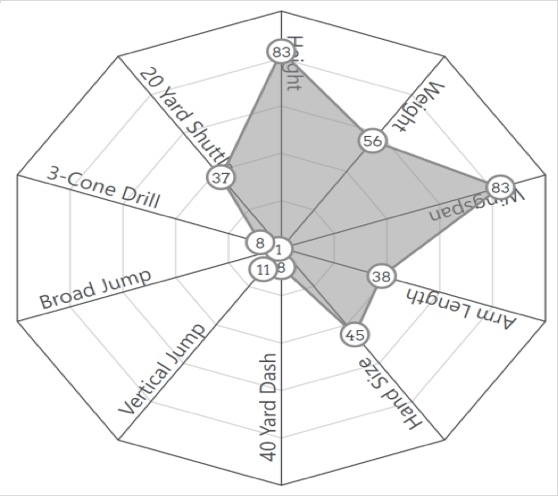 Height
83
Weight
56
Wingspan
83
Arm Length
38
Hand Size
45
40 Yard Dash
8
Vertical Jump
11
Broad Jump
1
3-Cone Drill
8
20 Yard Shuttle
37